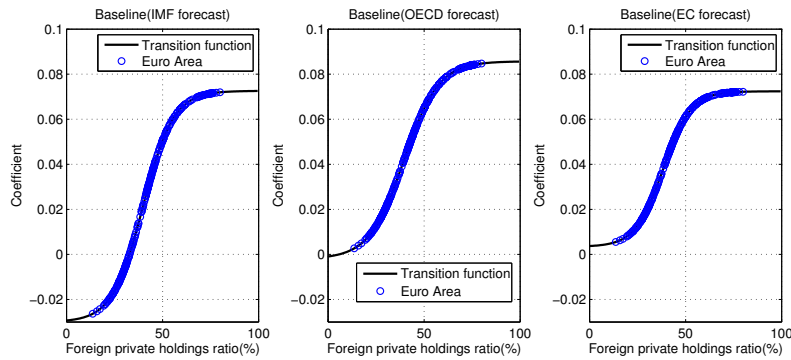 Baseline(IMF forecast)
0.1
0.08
0.06
0.04
0.02
0
−0.02
Coefficient
Transition function
Euro Area
0
50
100
Foreign private holdings ratio(%)
Baseline(OECD forecast)
0.1
0.08
0.06
0.04
0.02
0
−0.02
Coefficient
Transition function
Euro Area
0
50
100
Foreign private holdings ratio(%)
Baseline(EC forecast)
0.1
0.08
0.06
0.04
0.02
0
−0.02
Coefficient
Transition function
Euro Area
0
50
100
Foreign private holdings ratio(%)